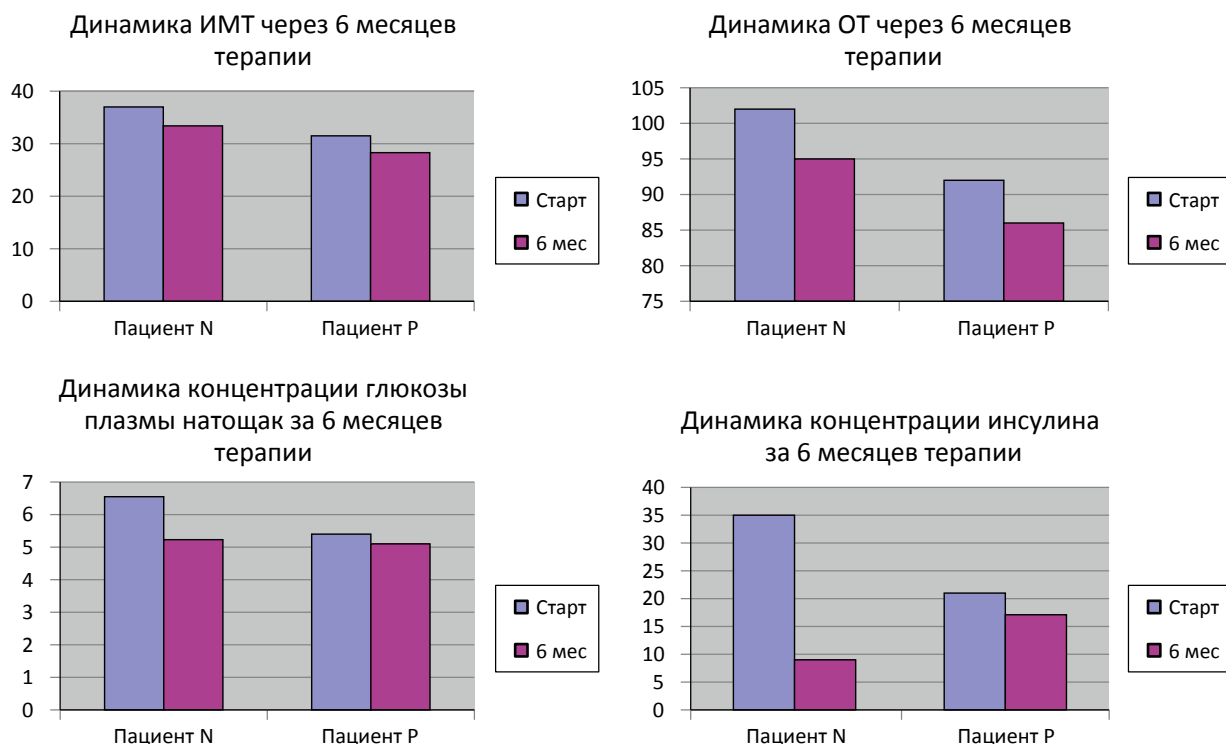 Динамика ИМТ через 6 месяцев
терапии
40
30
20
10
0
Пациент N
Пациент P
Старт
6 мес
Динамика ОТ через 6 месяцев
терапии
105
100
95
90
85
80
75
Пациент N
Пациент P
Старт
6 мес
Динамика концентрации глюкозы
плазмы натощак за 6 месяцев
терапии
7
6
5
4
3
2
1
0
Пациент N
Пациент P
Старт
6 мес
Динамика концентрации инсулина
за 6 месяцев терапии
40
35
30
25
20
15
10
5
0
Пациент N
Пациент P
Старт
6 мес